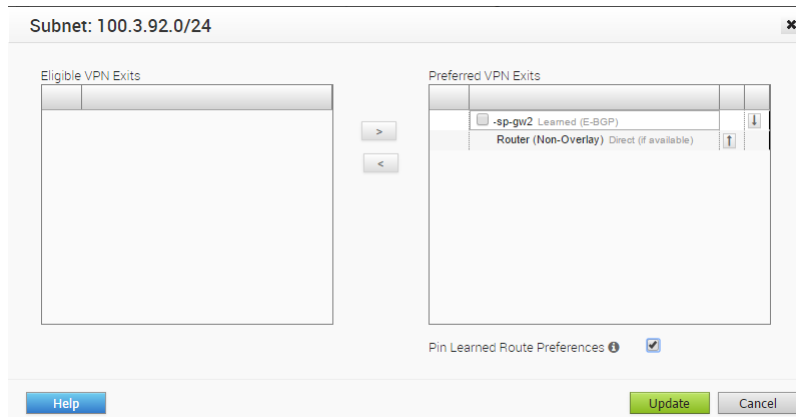 Subnet: 100.3.92.0/24
Eligible VPN Exits
Preferred VPN Exits
-sp-gw2 Learned (E-BGP)
Router (Non-Overlay) Direct (if available)
>
<
Pin Learned Route Preferences
Help
Update
Cancel